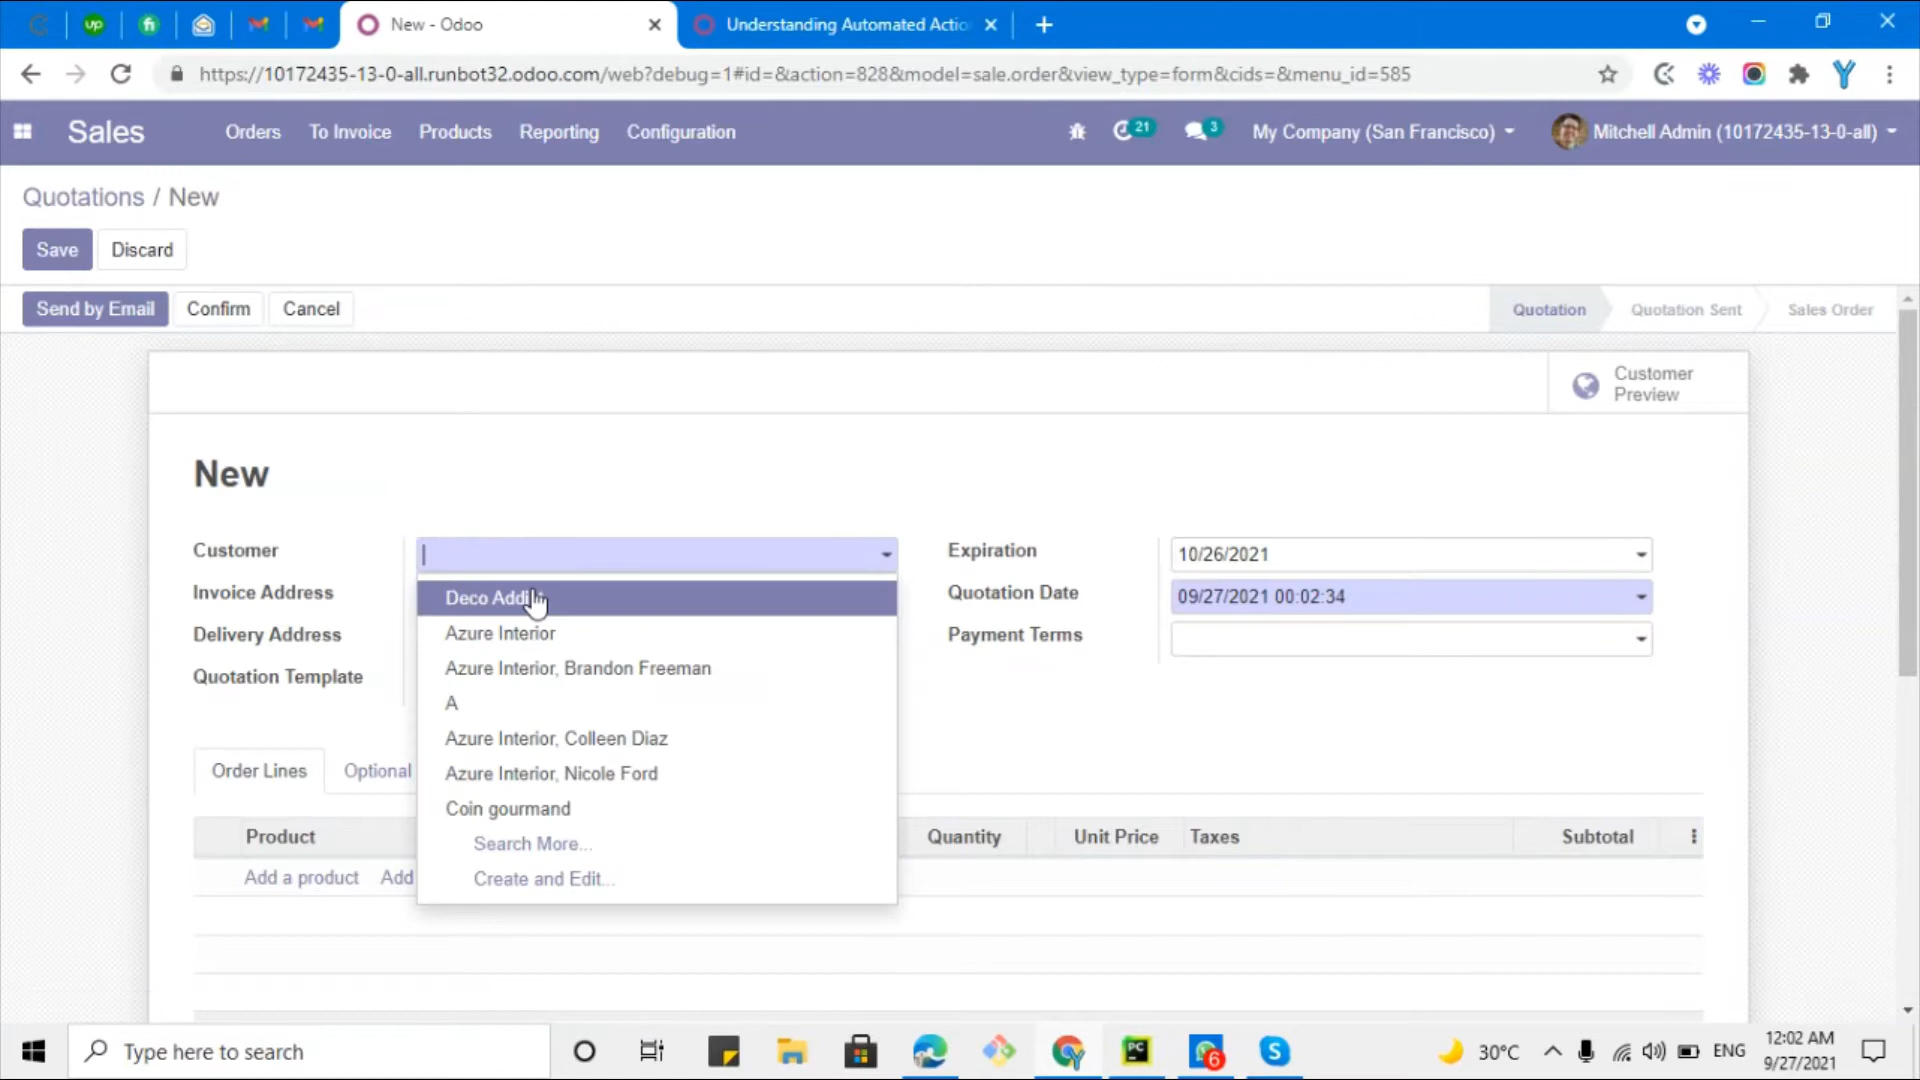 up
fi
New - Odoo
Understanding Automated Actio
https://10172435-13-0-all.runbot32.odoo.com/web?debug=1#id=&action=828&model=sale.order&view_type=form&cids=&menu_id=585
Sales
Orders
To Invoice
Products
Reporting
Configuration
21
3
My Company (San Francisco)
Mitchell Admin (10172435-13-0-all)
Quotations / New
Save
Discard
Send by Email
Confirm
Cancel
Quotation
Quotation Sent
Sales Order
Customer
Preview
New
Customer
Expiration
10/26/2021
Invoice Address
Deco Addi
Quotation Date
09/27/2021 00:02:34
Delivery Address
Azure Interior
Payment Terms
Quotation Template
Azure Interior, Brandon Freeman
A
Azure Interior, Colleen Diaz
Order Lines
Optional
Azure Interior, Nicole Ford
Coin gourmand
Product
Search More...
Quantity
Unit Price
Taxes
Subtotal
Add a product
Add
Create and Edit...
Type here to search
PC
6
S
30°C
ENG
12:02 AM
9/27/2021